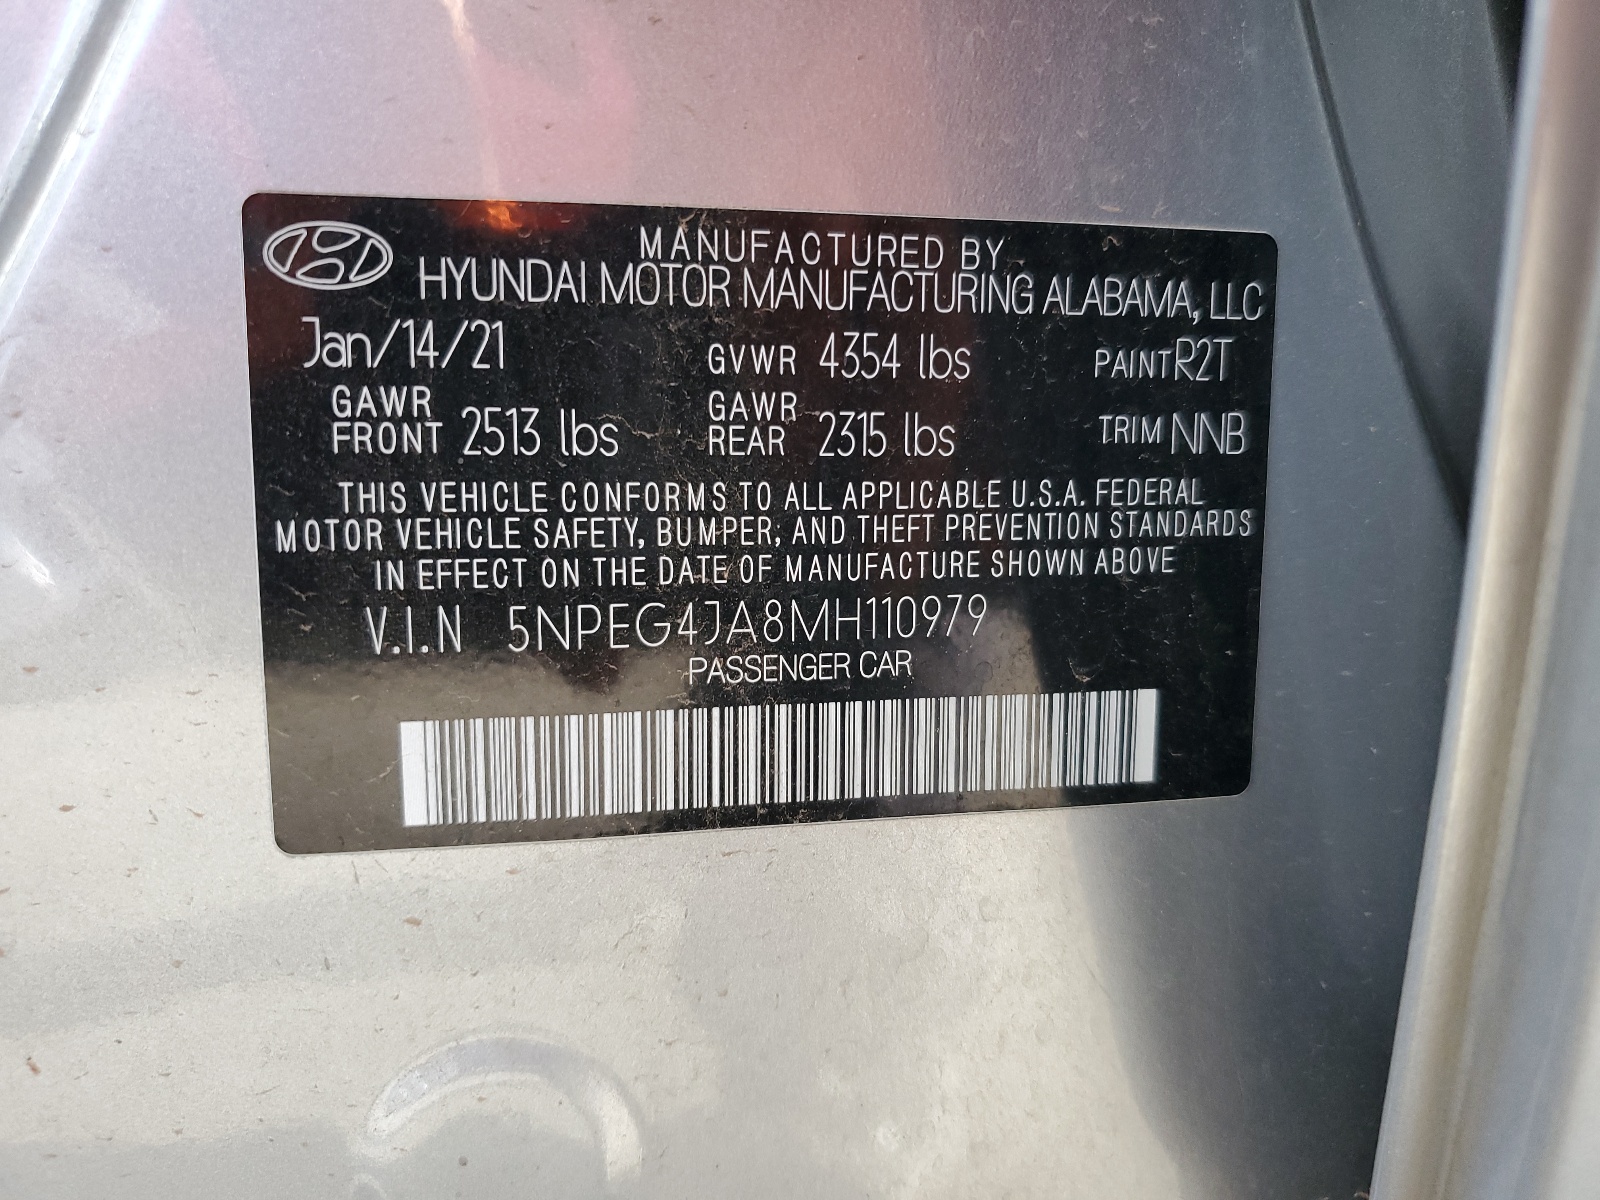 MANUFACTURED BY
HYUNDAI MOTOR MANUFACTURING ALABAMA, LLC
Jan/14/21 GVWR 4354 lbs PAINT R2T
GAWR FRONT 2513 lbs GAWR REAR 2315 lbs TRIM NNB
THIS VEHICLE CONFORMS TO ALL APPLICABLE U.S.A. FEDERAL
MOTOR VEHICLE SAFETY, BUMPER, AND THEFT PREVENTION STANDARDS
IN EFFECT ON THE DATE OF MANUFACTURE SHOWN ABOVE
V.I.N 5NPEG4JA8MH110979
PASSENGER CAR